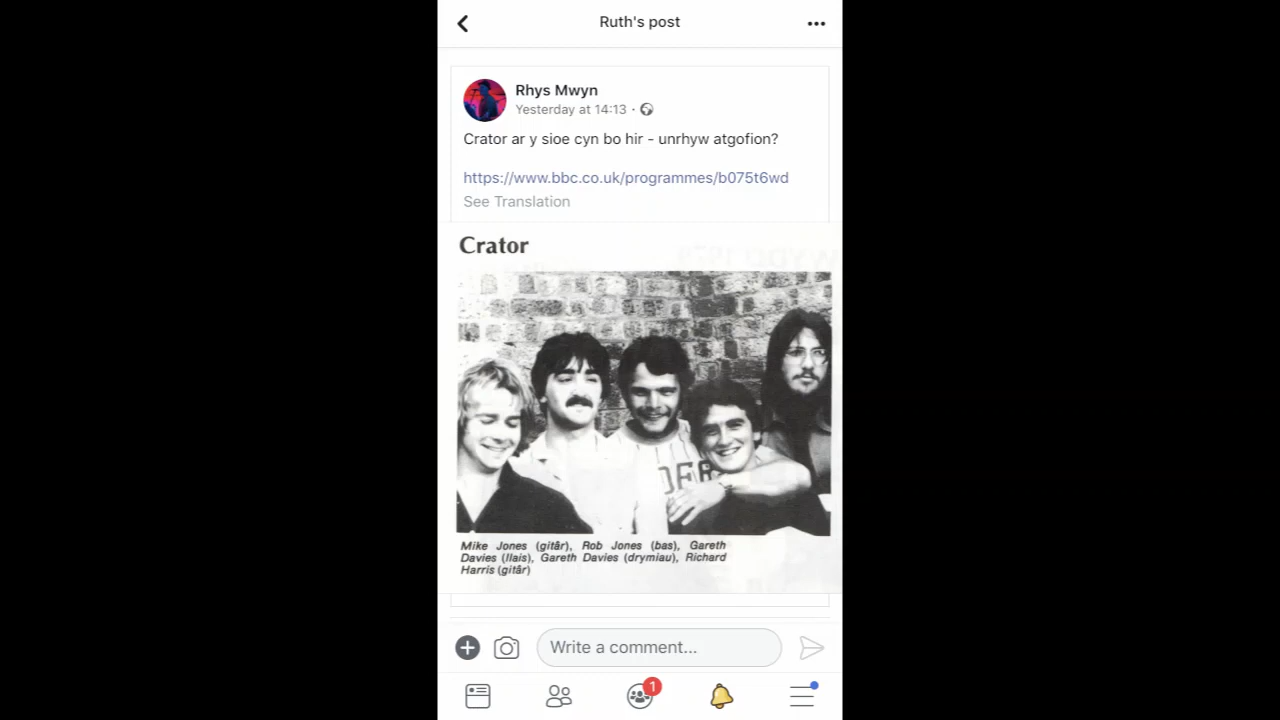 Ruth's post
Rhys Mwyn
Yesterday at 14:13 ·
Crator ar y sioe cyn bo hir - unrhyw atgofion?
https://www.bbc.co.uk/programmes/b075t6wd
See Translation
Crator
Mike Jones (gitâr), Rob Jones (bas), Gareth
Davies (llais), Gareth Davies (drymiau), Richard
Harris (gitâr)
Write a comment...
1